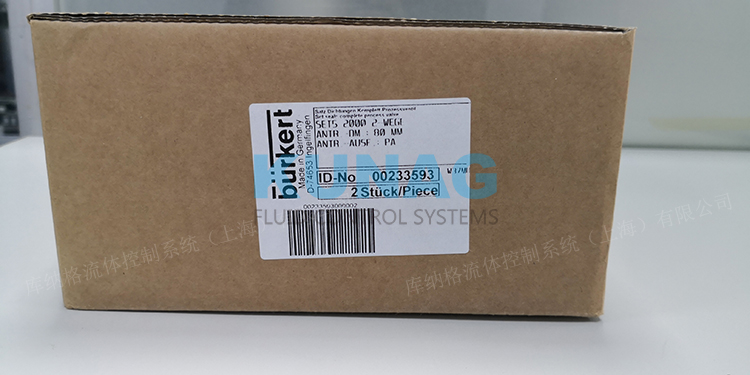 bürkert
Made in Germany
D-74653 Ingelfingen
Satz Dichtungen Komplett Prozessventil
Set seals complete process valve
SET5 2000 2-WEGE
ANTR.-DM.: 80 MM
ANTR.-AUSF.: PA
ID-No 00233593
2 Stück/Piece
KUNAG
FLUID CONTROL SYSTEMS
库纳格流体控制系统（上海）有限公司
库纳格流体控制系统（上海）有限公司